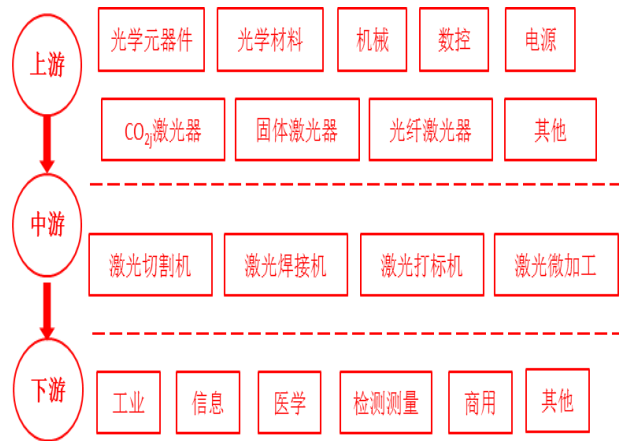 上游
光学元器件 光学材料 机械 数控 电源
CO₂j激光器 固体激光器 光纤激光器 其他
中游
激光切割机 激光焊接机 激光打标机 激光微加工
下游
工业 信息 医学 检测测量 商用 其他